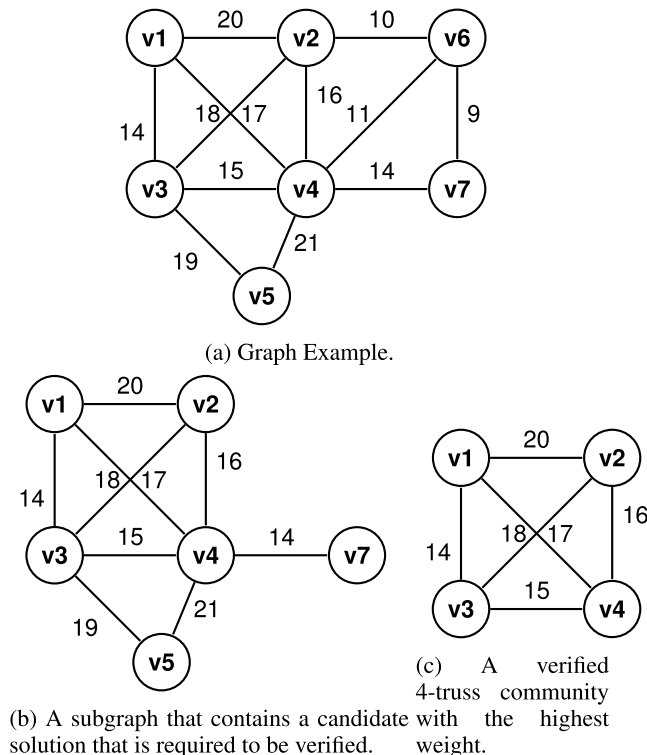 20
10
v1
v2
v6
18
17
16
11
9
14
15
14
v3
v4
v7
19
21
v5
(a) Graph Example.
20
v1
v2
18
17
16
14
15
14
v3
v4
v7
19
21
v5
20
v1
v2
18
17
16
14
15
v3
v4
(b) A subgraph that contains a candidate
solution that is required to be verified.
(c) A verified
4-truss community
with the highest
weight.